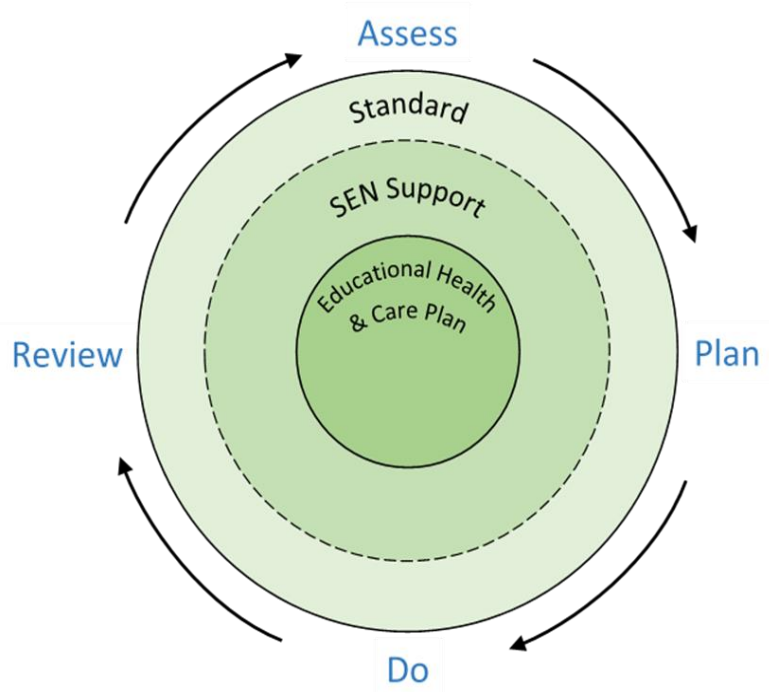 Assess
Standard
SEN Support
Educational Health
& Care Plan
Review
Plan
Do